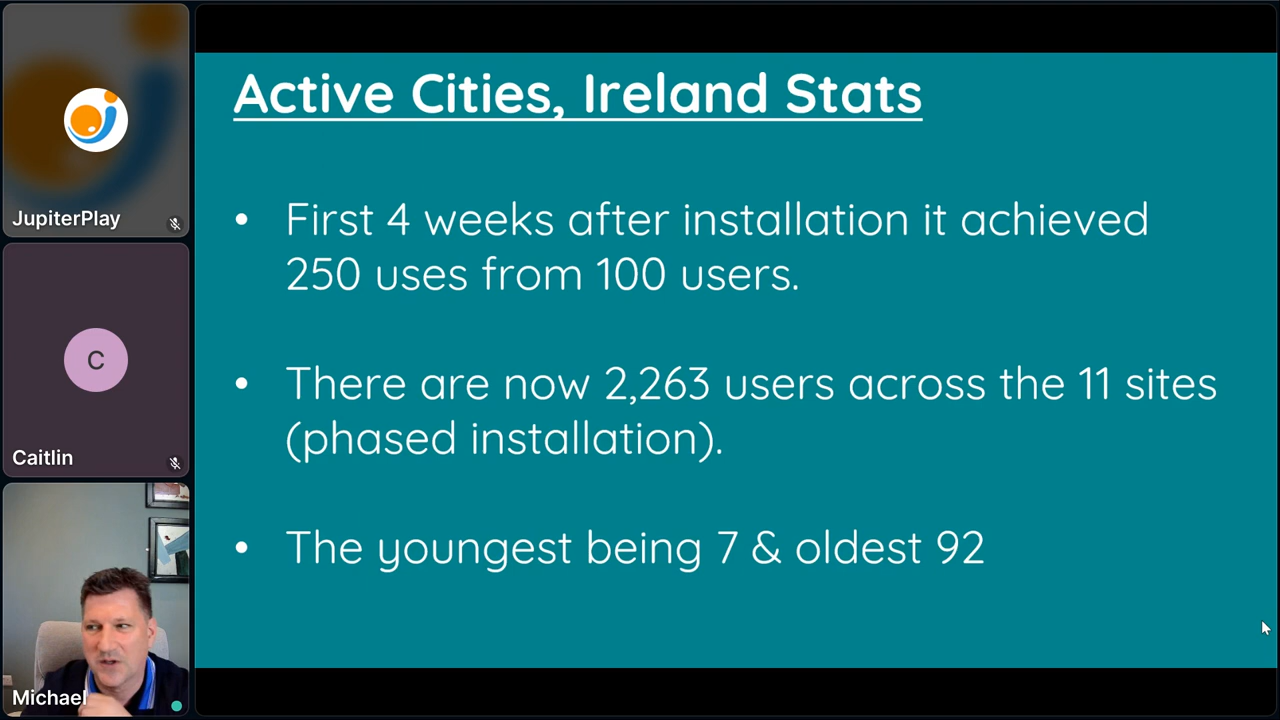 JupiterPlay
C
Caitlin
Michael
Active Cities, Ireland Stats
• First 4 weeks after installation it achieved
250 uses from 100 users.
• There are now 2,263 users across the 11 sites
(phased installation).
• The youngest being 7 & oldest 92